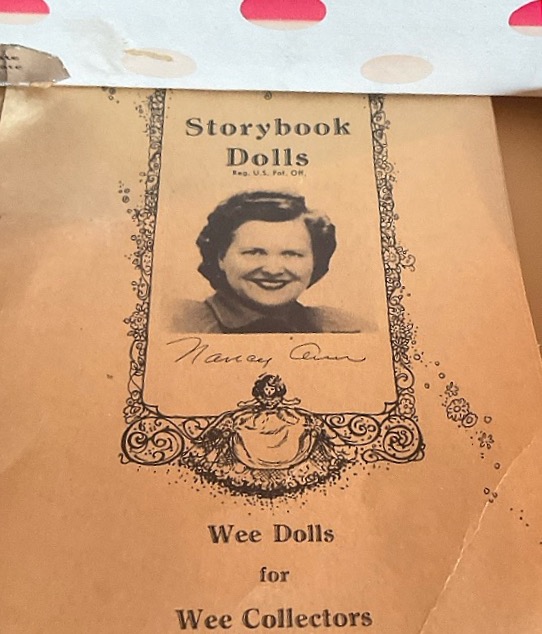 Storybook
Dolls
Reg. U.S. Pat. Off.
Nancy Ann
Wee Dolls
for
Wee Collectors